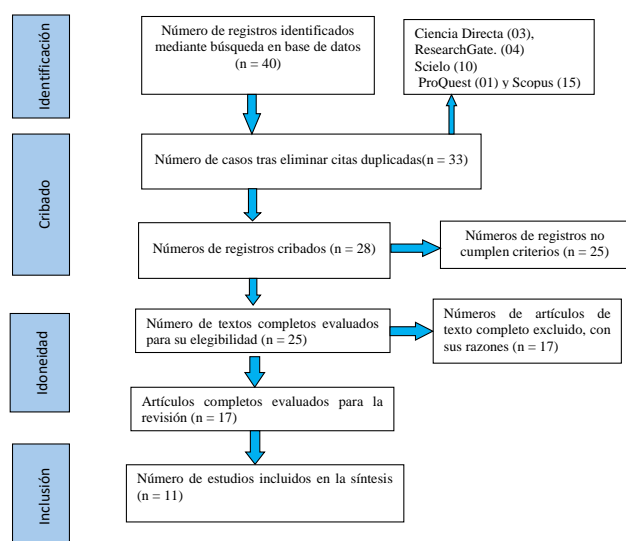 Identificación
Número de registros identificados
mediante búsqueda en base de datos
(n = 40)
Ciencia Directa (03),
ResearchGate. (04)
Scielo (10)
ProQuest (01) y Scopus (15)
Cribado
Número de casos tras eliminar citas duplicadas(n = 33)
Números de registros cribados (n = 28)
Números de registros no
cumplen criterios (n = 25)
Idoneidad
Número de textos completos evaluados
para su elegibilidad (n = 25)
Números de artículos de
texto completo excluido, con
sus razones (n = 17)
Artículos completos evaluados para la
revisión (n = 17)
Inclusión
Número de estudios incluidos en la síntesis
(n = 11)